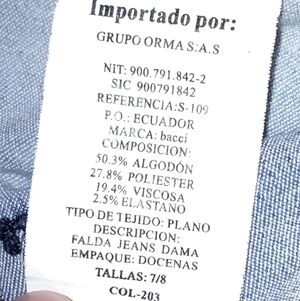 Importado por:
GRUPO ORMA S.A.S
NIT: 900.791.842-2
SIC 900791842
REFERENCIA:S-109
P.O.: ECUADOR
MARCA: bacci
COMPOSICION:
50.3% ALGODÓN
27.8% POLIESTER
19.4% VISCOSA
2.5% ELASTANO
TIPO DE TEJIDO: PLANO
DESCRIPCION:
FALDA JEANS DAMA
EMPAQUE: DOCENAS
TALLAS: 7/8
COL-203